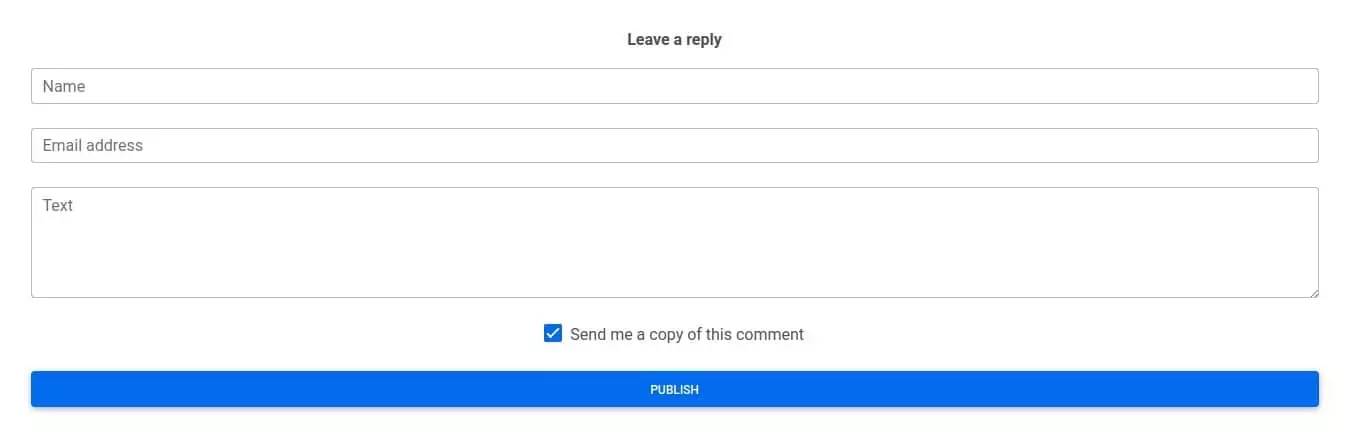 Leave a reply
Name
Email address
Text
Send me a copy of this comment
PUBLISH